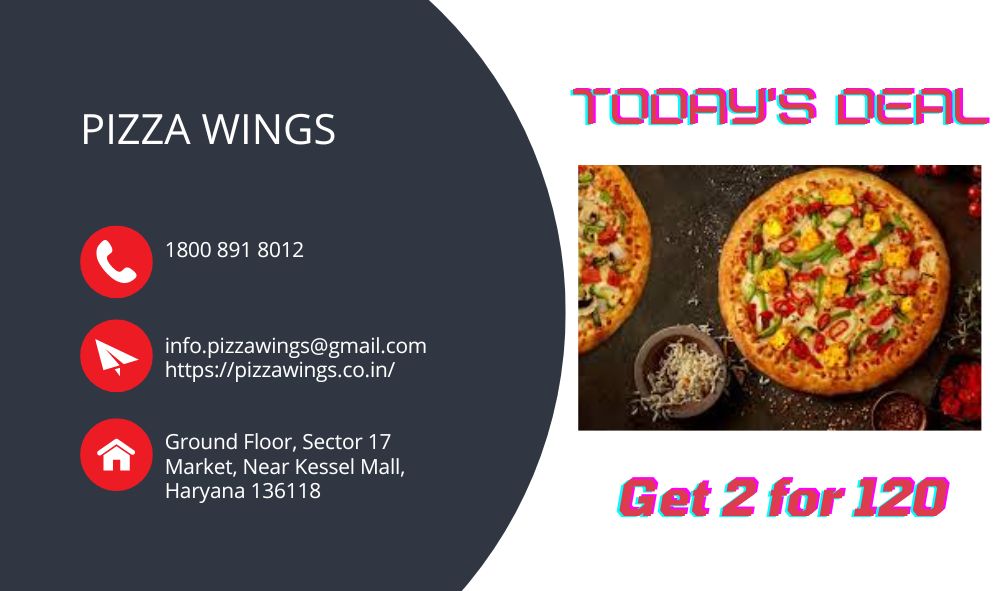 PIZZA WINGS
1800 891 8012
info.pizzawings@gmail.com
https://pizzawings.co.in/
Ground Floor, Sector 17
Market, Near Kessel Mall,
Haryana 136118
TODAY'S DEAL
Get 2 for 120